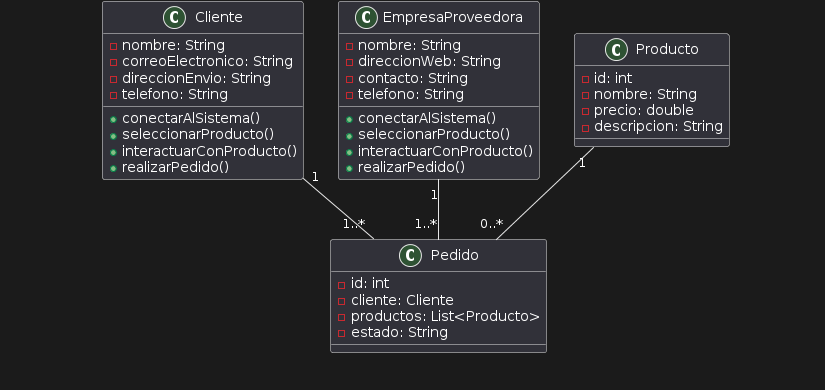 C Cliente
nombre: String
correoElectronico: String
direccionEnvio: String
telefono: String
conectarAlSistema()
seleccionarProducto()
interactuarConProducto()
realizarPedido()
C EmpresaProveedora
nombre: String
direccionWeb: String
contacto: String
telefono: String
conectarAlSistema()
seleccionarProducto()
interactuarConProducto()
realizarPedido()
C Producto
id: int
nombre: String
precio: double
descripcion: String
1
1
1
1..*
1..*
0..*
C Pedido
id: int
cliente: Cliente
productos: List<Producto>
estado: String